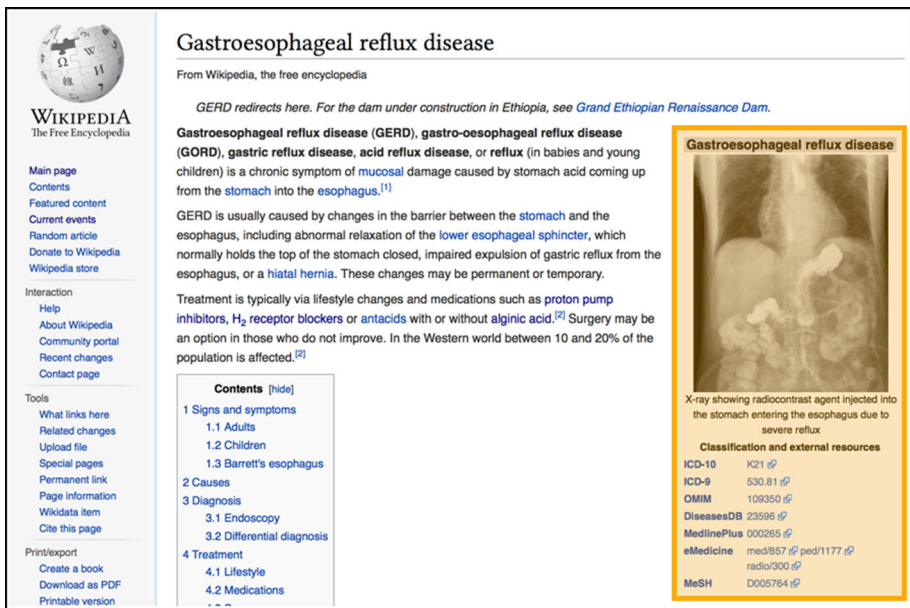 WIKIPEDIA
The Free Encyclopedia
Main page
Contents
Featured content
Current events
Random article
Donate to Wikipedia
Wikipedia store
Interaction
Help
About Wikipedia
Community portal
Recent changes
Contact page
Tools
What links here
Related changes
Upload file
Special pages
Permanent link
Page information
Wikidata item
Cite this page
Print/export
Create a book
Download as PDF
Printable version
Gastroesophageal reflux disease
From Wikipedia, the free encyclopedia
GERD redirects here. For the dam under construction in Ethiopia, see Grand Ethiopian Renaissance Dam.
Gastroesophageal reflux disease (GERD), gastro-oesophageal reflux disease
(GORD), gastric reflux disease, acid reflux disease, or reflux (in babies and young
children) is a chronic symptom of mucosal damage caused by stomach acid coming up
from the stomach into the esophagus.[1]
GERD is usually caused by changes in the barrier between the stomach and the
esophagus, including abnormal relaxation of the lower esophageal sphincter, which
normally holds the top of the stomach closed, impaired expulsion of gastric reflux from the
esophagus, or a hiatal hernia. These changes may be permanent or temporary.
Treatment is typically via lifestyle changes and medications such as proton pump
inhibitors, H2 receptor blockers or antacids with or without alginic acid.[2] Surgery may be
an option in those who do not improve. In the Western world between 10 and 20% of the
population is affected.[2]
Contents [hide]
1 Signs and symptoms
1.1 Adults
1.2 Children
1.3 Barrett's esophagus
2 Causes
3 Diagnosis
3.1 Endoscopy
3.2 Differential diagnosis
4 Treatment
4.1 Lifestyle
4.2 Medications
Gastroesophageal reflux disease
X-ray showing radiocontrast agent injected into
the stomach entering the esophagus due to
severe reflux
Classification and external resources
ICD-10 K21
ICD-9 530.81
OMIM 109350
DiseasesDB 23596
MedlinePlus 000265
eMedicine med/857 ped/1177
radio/300
MeSH D005764